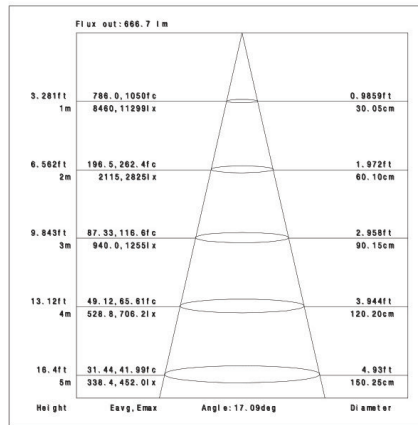 Flux out:666.7 lm
3.281ft 786.0,1050fc 0.9859ft
1m 8460,11299lx 30.05cm
6.562ft 196.5,262.4fc 1.972ft
2m 2115,2825lx 60.10cm
9.843ft 87.33,116.6fc 2.958ft
3m 940.0,1255lx 90.15cm
13.12ft 49.12,65.61fc 3.944ft
4m 528.8,706.2lx 120.20cm
16.4ft 31.44,41.99fc 4.93ft
5m 338.4,452.0lx 150.25cm
Height Eavg,Emax Angle:17.09deg Diameter